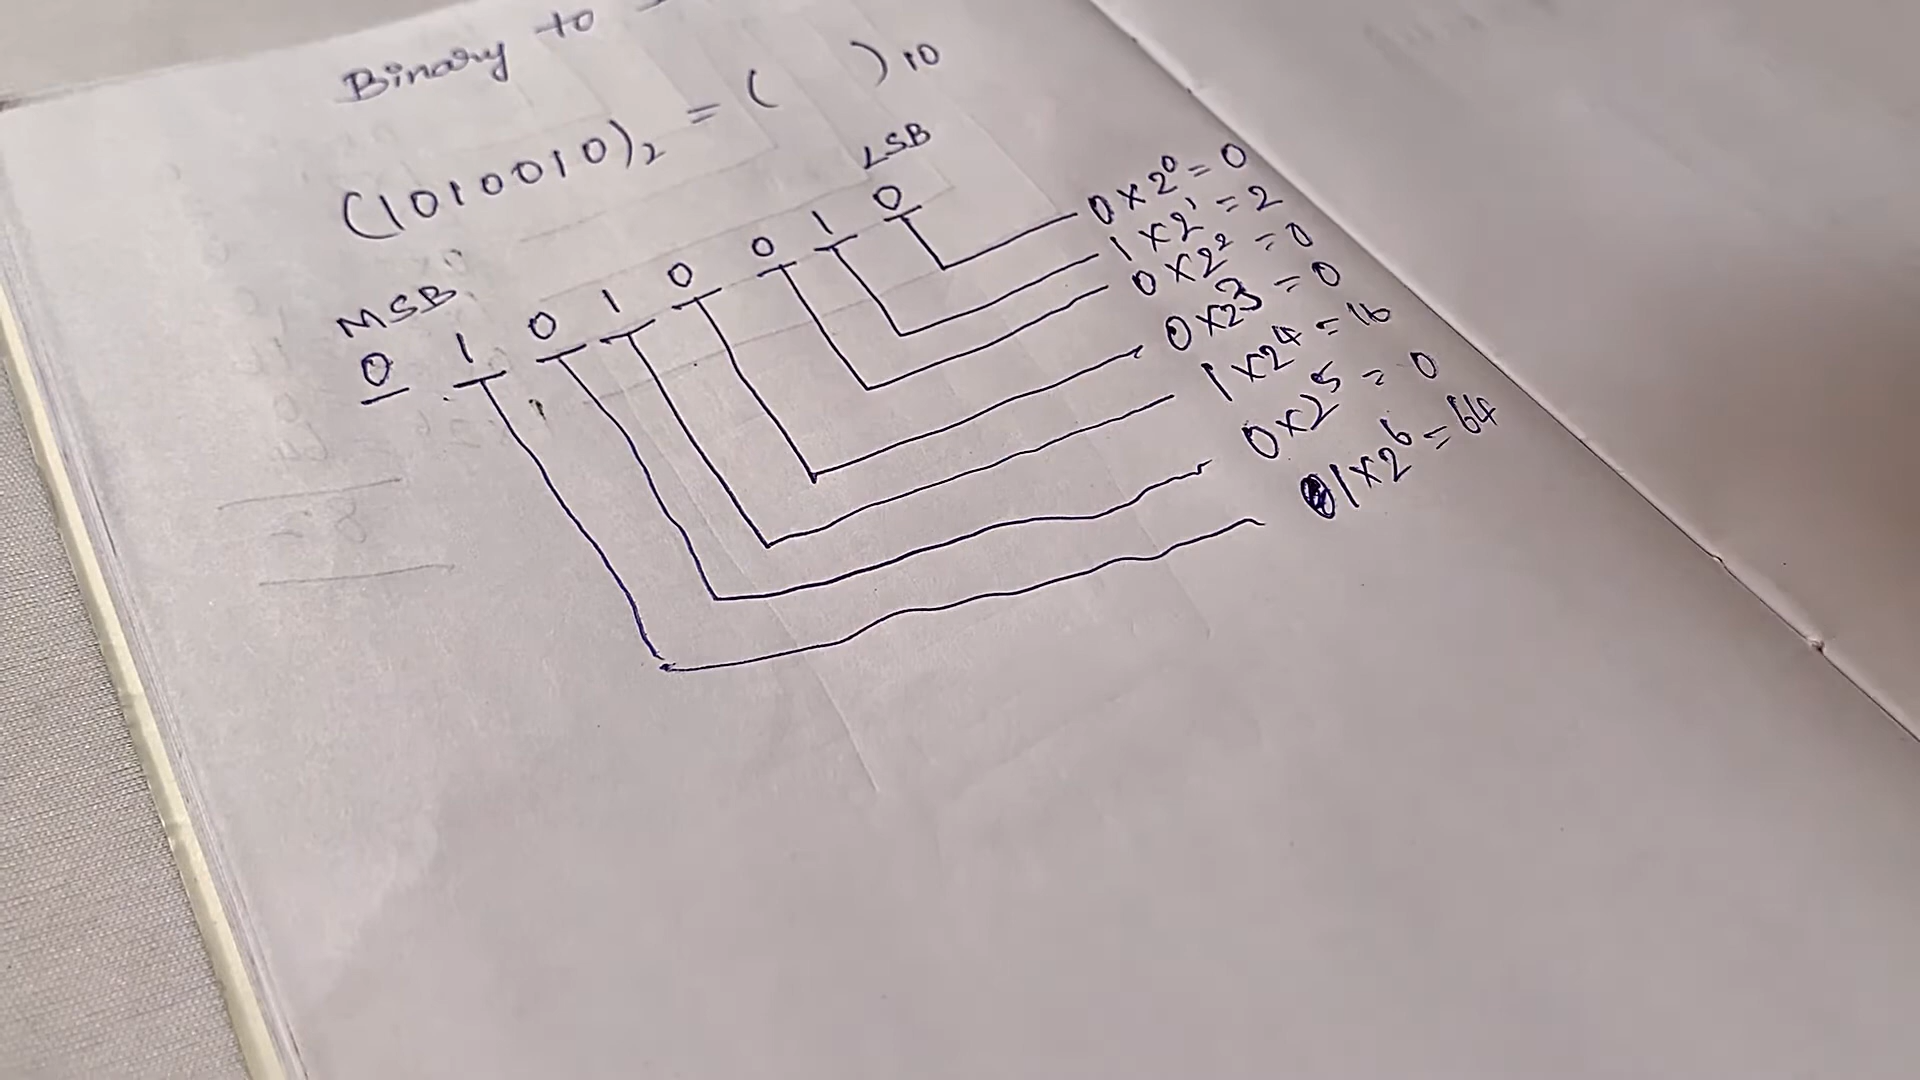 Binary to
(1010010)₂ = ( )₁₀
MSB LSB
0 1 0 1 0 0 1 0
0 × 2⁰ = 0
1 × 2¹ = 2
0 × 2² = 0
0 × 2³ = 0
1 × 2⁴ = 16
0 × 2⁵ = 0
1 × 2⁶ = 64